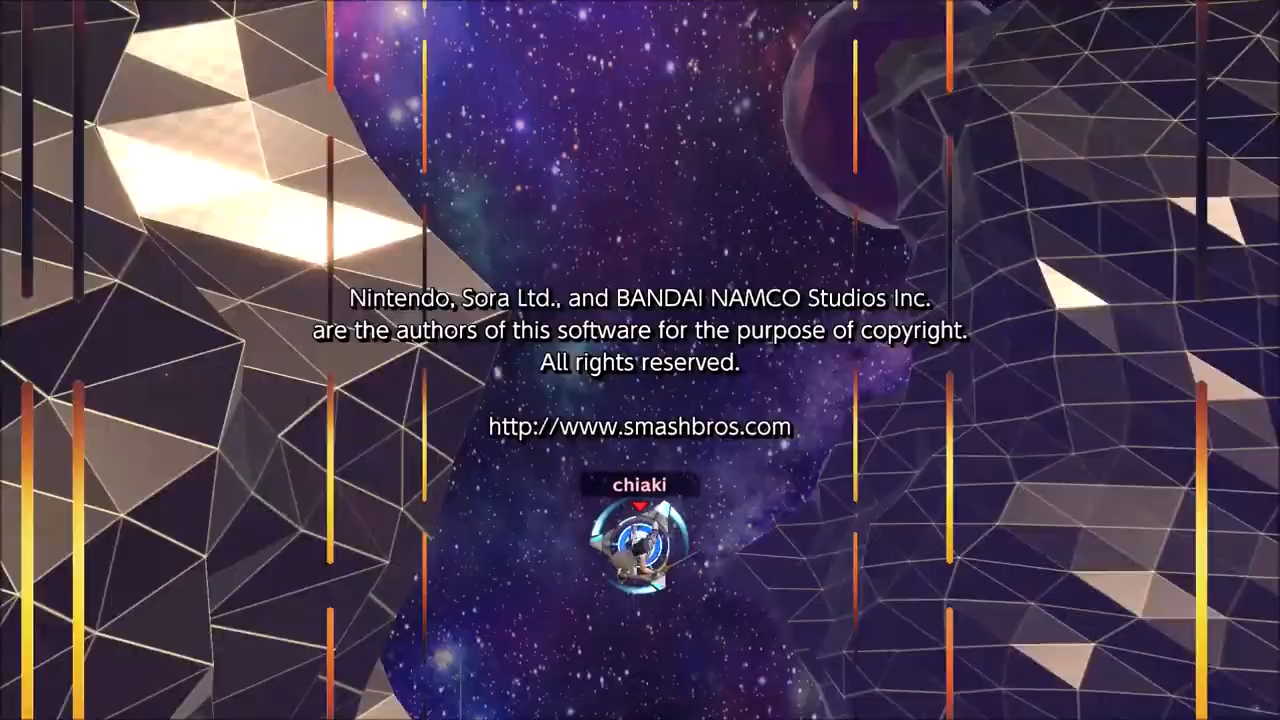 Nintendo, Sora Ltd., and BANDAI NAMCO Studios Inc.
are the authors of this software for the purpose of copyright.
All rights reserved.
http://www.smashbros.com
chiaki